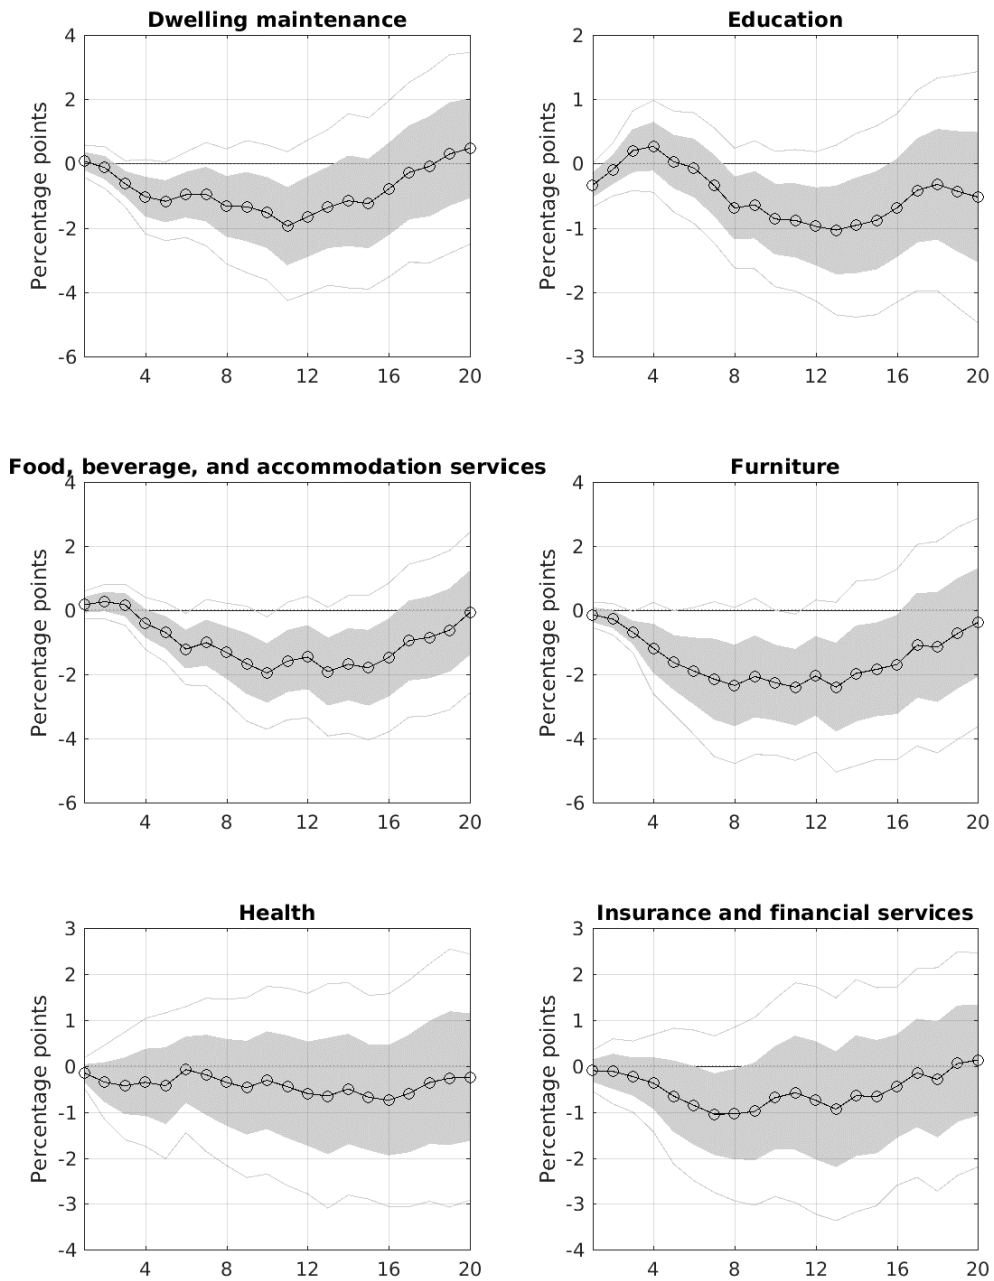 Dwelling maintenance
Percentage points
4
2
0
-2
-4
-6
4 8 12 16 20
Education
Percentage points
2
1
0
-1
-2
-3
4 8 12 16 20
Food, beverage, and accommodation services
Percentage points
4
2
0
-2
-4
-6
4 8 12 16 20
Furniture
Percentage points
4
2
0
-2
-4
-6
4 8 12 16 20
Health
Percentage points
3
2
1
0
-1
-2
-3
-4
4 8 12 16 20
Insurance and financial services
Percentage points
3
2
1
0
-1
-2
-3
-4
4 8 12 16 20